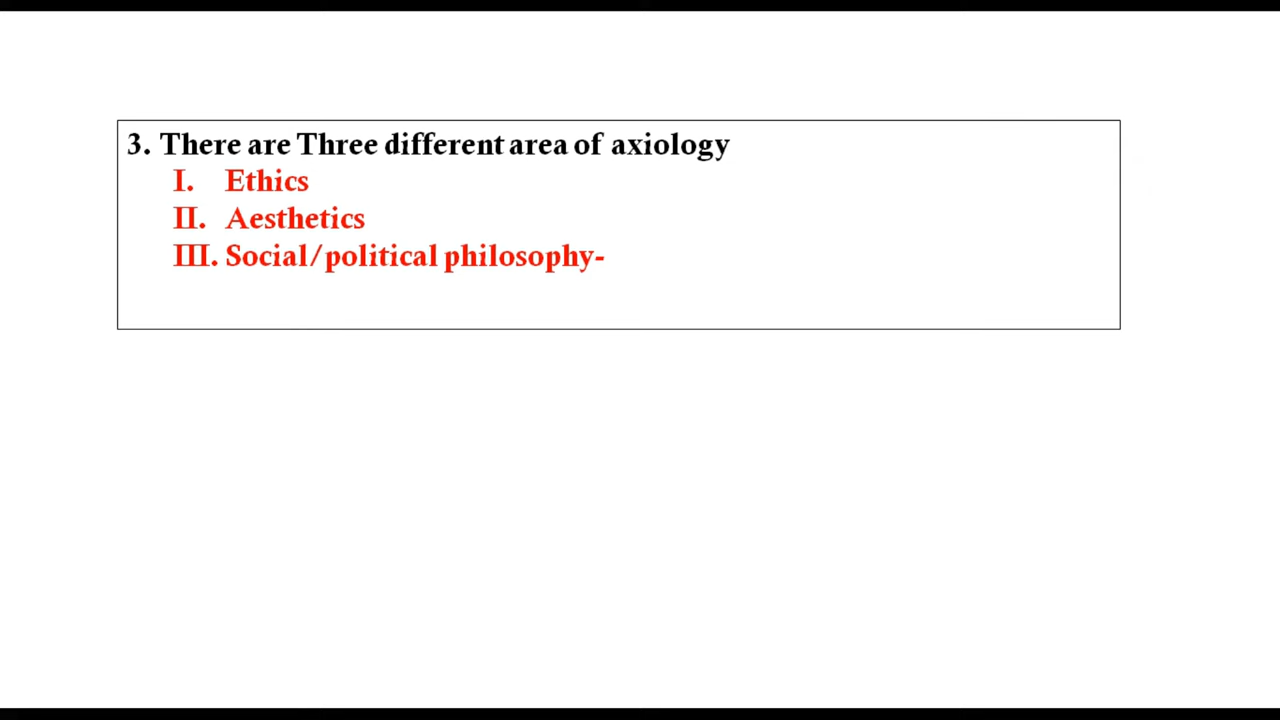 3. There are Three different area of axiology
I. Ethics
II. Aesthetics
III. Social/political philosophy-